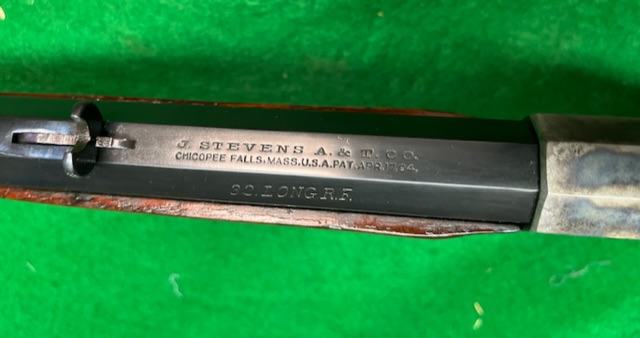 J. STEVENS A. & T. CO.
CHICOPEE FALLS. MASS. U.S.A. PAT. APR. 17. 94.
32. LONG R.F.